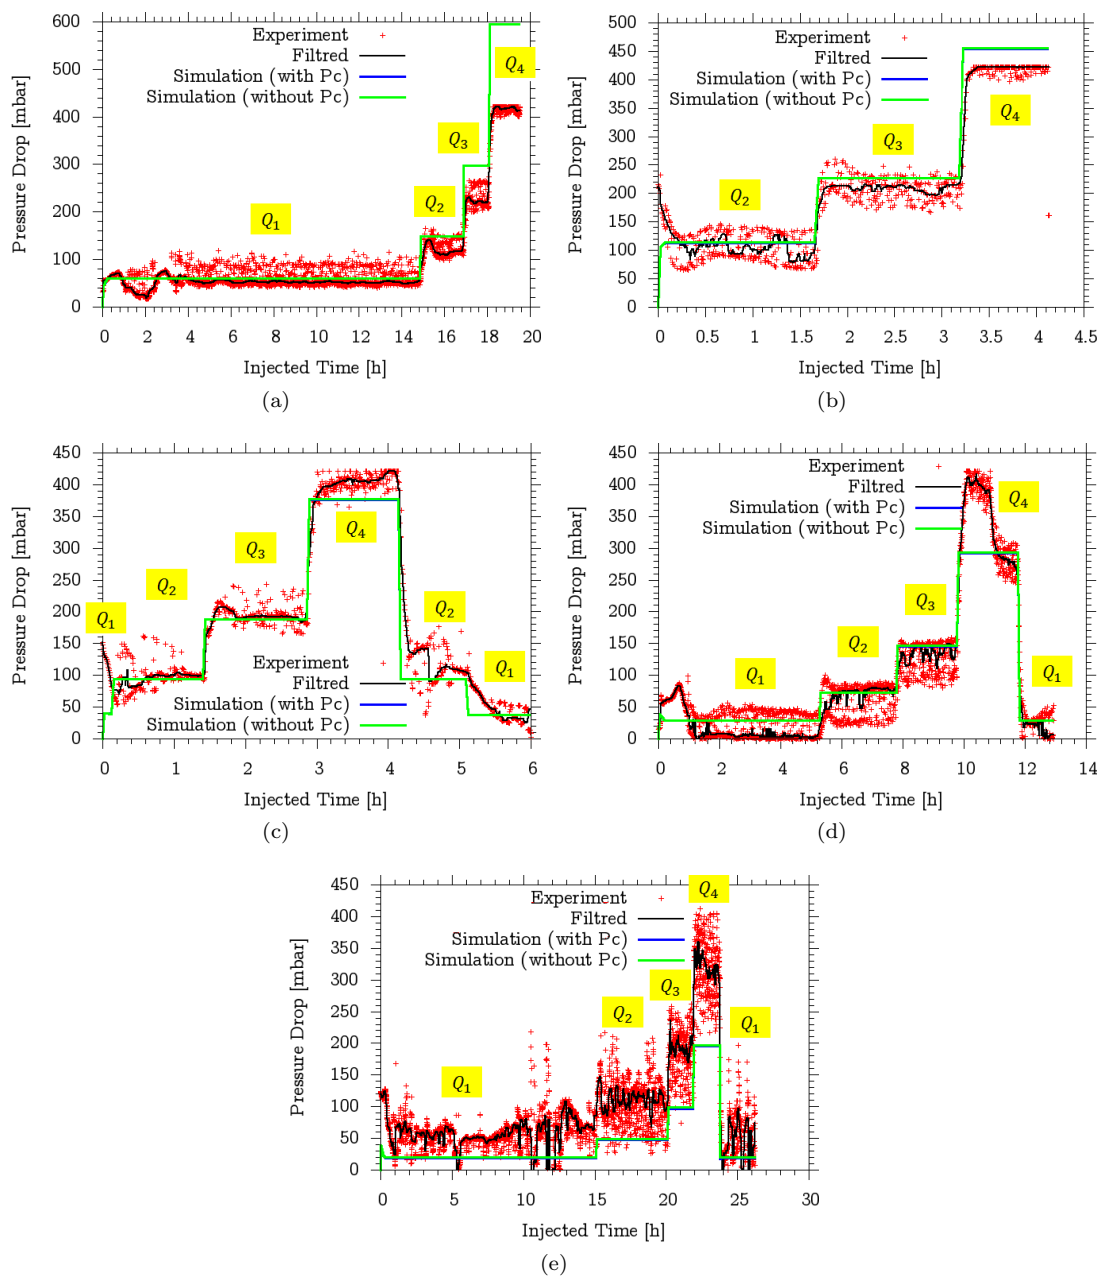 Experiment
Filtred
Simulation (with Pc)
Simulation (without Pc)
Q1
Q2
Q3
Q4
Pressure Drop [mbar]
600
500
400
300
200
100
0
0 2 4 6 8 10 12 14 16 18 20
Injected Time [h]
(a)
Experiment
Filtred
Simulation (with Pc)
Simulation (without Pc)
Q2
Q3
Q4
Pressure Drop [mbar]
500
450
400
350
300
250
200
150
100
50
0
0 0.5 1 1.5 2 2.5 3 3.5 4 4.5
Injected Time [h]
(b)
Q1
Q2
Q3
Q4
Q2
Q1
Experiment
Filtred
Simulation (with Pc)
Simulation (without Pc)
Pressure Drop [mbar]
450
400
350
300
250
200
150
100
50
0
0 1 2 3 4 5 6
Injected Time [h]
(c)
Experiment
Filtred
Simulation (with Pc)
Simulation (without Pc)
Q1
Q2
Q3
Q4
Q1
Pressure Drop [mbar]
450
400
350
300
250
200
150
100
50
0
0 2 4 6 8 10 12 14
Injected Time [h]
(d)
Experiment
Filtred
Simulation (with Pc)
Simulation (without Pc)
Q1
Q2
Q3
Q4
Q1
Pressure Drop [mbar]
450
400
350
300
250
200
150
100
50
0
0 5 10 15 20 25 30
Injected Time [h]
(e)